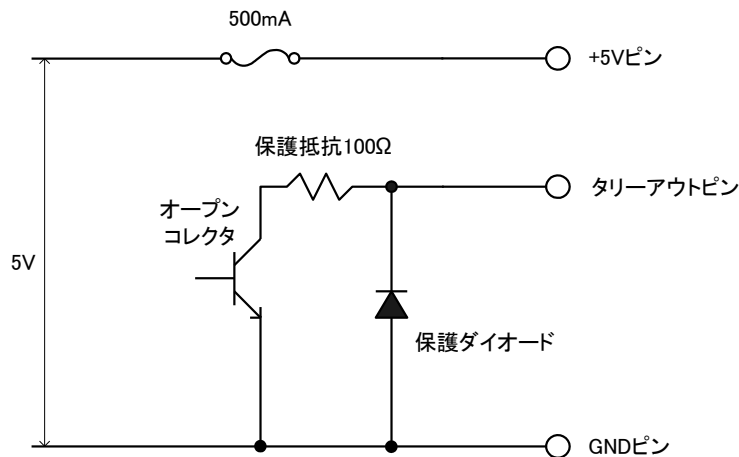 500mA
+5Vピン
保護抵抗100Ω
タリーアウトピン
オープン
コレクタ
5V
保護ダイオード
GNDピン